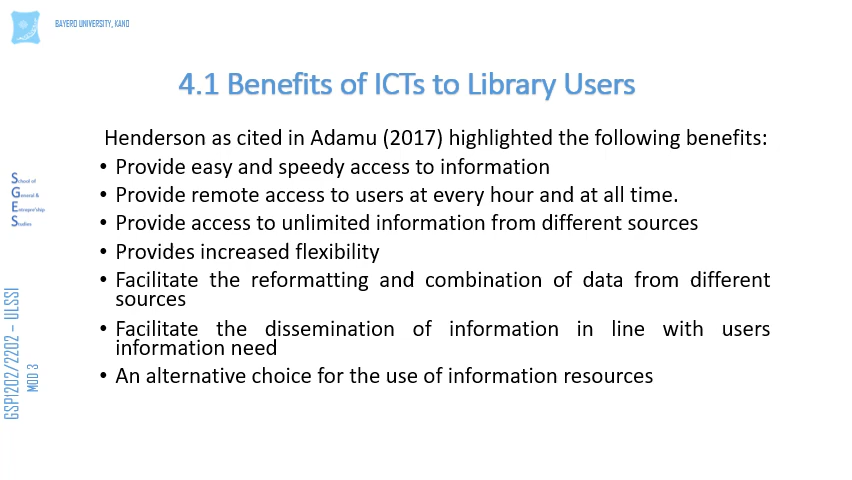 BAYERO UNIVERSITY, KANO
4.1 Benefits of ICTs to Library Users
Henderson as cited in Adamu (2017) highlighted the following benefits:
• Provide easy and speedy access to information
• Provide remote access to users at every hour and at all time.
• Provide access to unlimited information from different sources
• Provides increased flexibility
• Facilitate the reformatting and combination of data from different
sources
• Facilitate the dissemination of information in line with users
information need
• An alternative choice for the use of information resources
School of
General &
Entrepre'ship
Studies
GSP1202/2202 – ULSSI
MOD 3